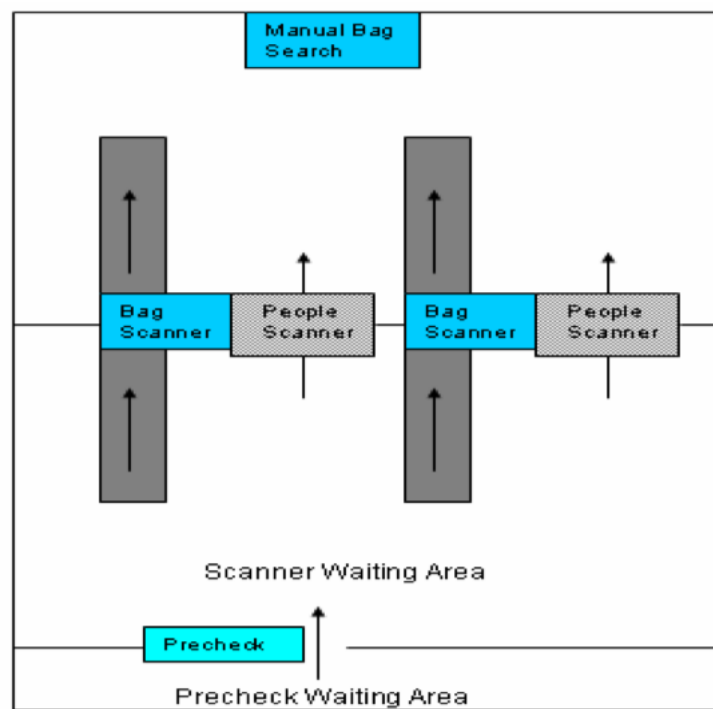 Manual Bag
Search
Bag
Scanner
People
Scanner
Bag
Scanner
People
Scanner
Scanner Waiting Area
Precheck
Precheck Waiting Area